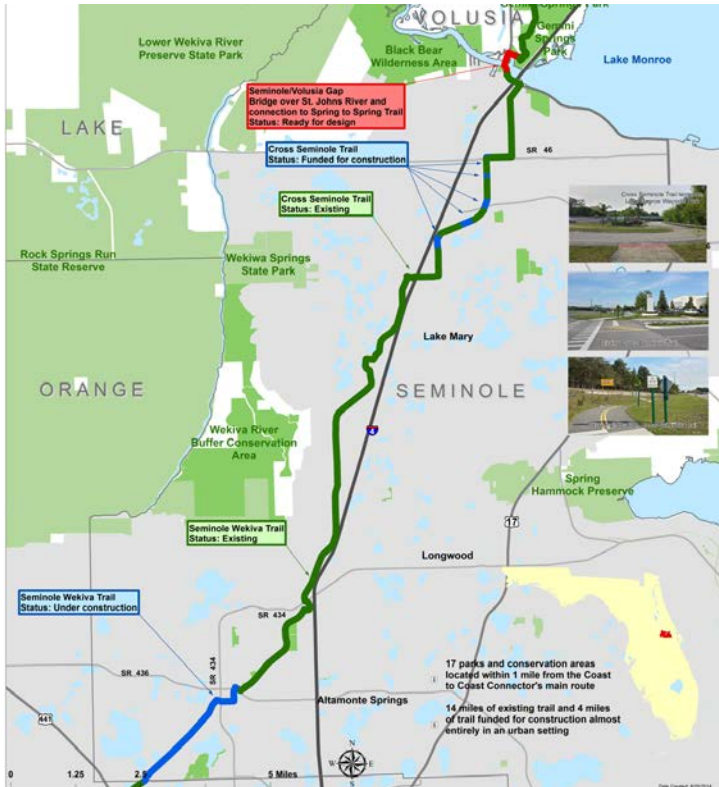 VOLUSIA
Gemini
Springs
Park
Lower Wekiva River
Preserve State Park
Black Bear
Wilderness Area
Lake Monroe
Seminole/Volusia Gap
Bridge over St. Johns River and
connection to Spring to Spring Trail
Status: Ready for design
LAKE
Cross Seminole Trail
Status: Funded for construction
SR 46
Cross Seminole Trail
Status: Existing
Rock Springs Run
State Reserve
Wekiwa Springs
State Park
Lake Mary
ORANGE
SEMINOLE
4
Wekiva River
Buffer Conservation
Area
Spring
Hammock Preserve
17
Seminole Wekiva Trail
Status: Existing
Longwood
Seminole Wekiva Trail
Status: Under construction
SR 434
SR 434
SR 436
17 parks and conservation areas
located within 1 mile from the Coast
to Coast Connector's main route
Altamonte Springs
14 miles of existing trail and 4 miles
of trail funded for construction almost
entirely in an urban setting
441
N
W E
S
0 1.25 2.5 5 Miles